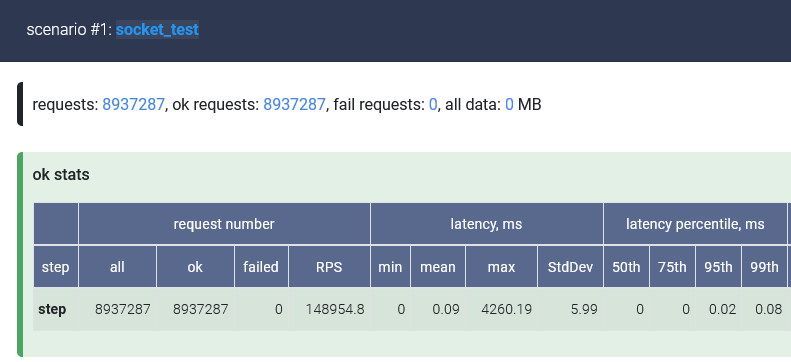 scenario #1: socket_test
requests: 8937287, ok requests: 8937287, fail requests: 0, all data: 0 MB
ok stats
request number latency, ms latency percentile, ms
step all ok failed RPS min mean max StdDev 50th 75th 95th 99th
step 8937287 8937287 0 148954.8 0 0.09 4260.19 5.99 0 0 0.02 0.08